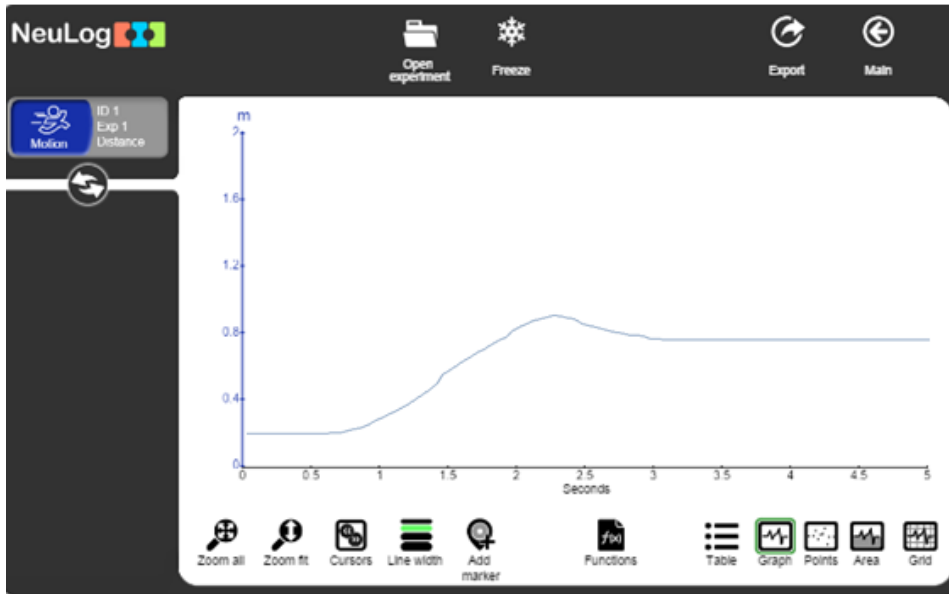 NeuLog
Open
experiment
Freeze
Export
Main
Motion
ID 1
Exp 1
Distance
m
2
1.6
1.2
0.8
0.4
0
0 0.5 1 1.5 2 2.5 3 3.5 4 4.5 5
Seconds
Zoom all
Zoom fit
Cursors
Line width
Add
marker
f(x)
Functions
Table
Graph
Points
Area
Grid